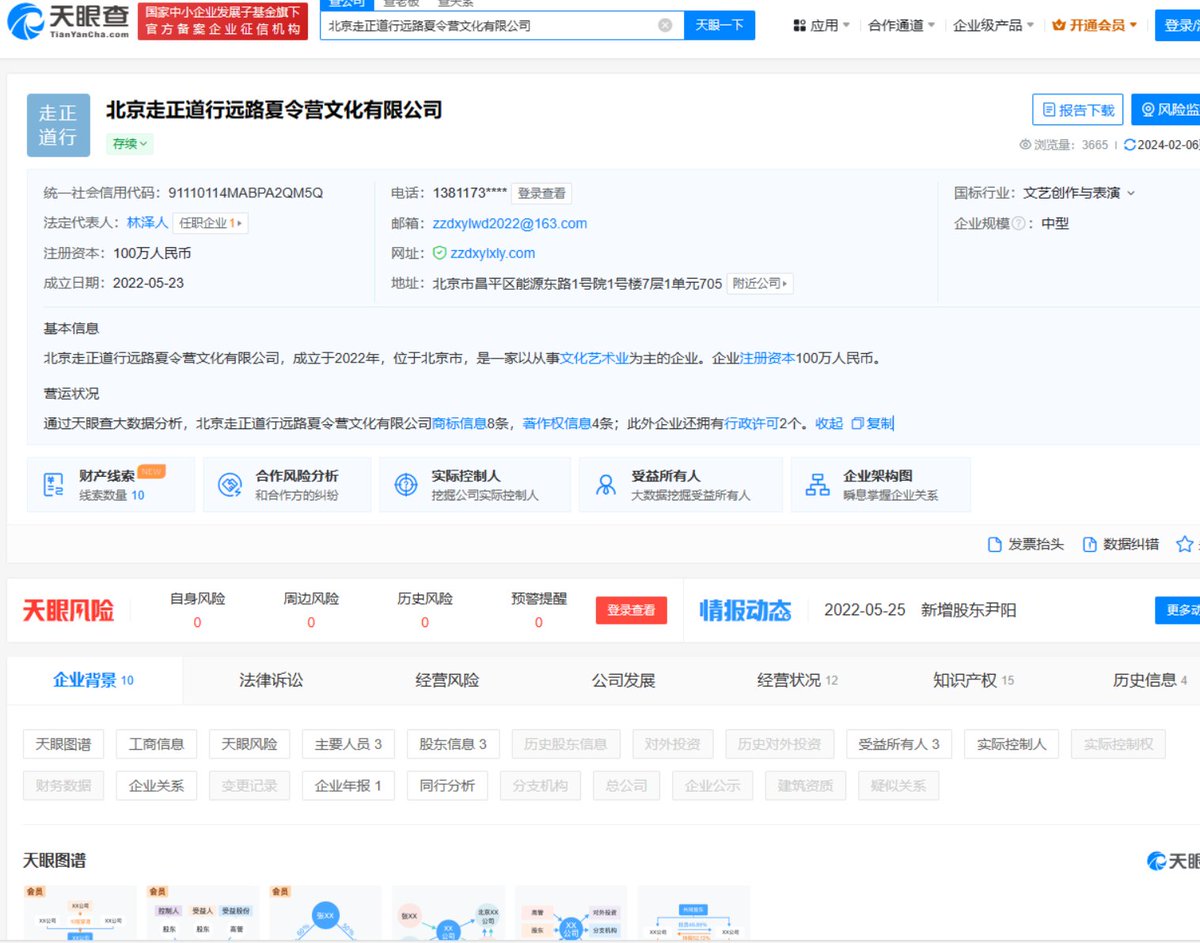 天眼查
TianYanCha.com
国家中小企业发展子基金旗下
官方备案企业征信机构
查公司 查老板 查关系
北京走正道行远路夏令营文化有限公司
天眼一下
应用 合作通道 企业级产品 开通会员 登录/
走正
道行
北京走正道行远路夏令营文化有限公司
存续
报告下载 风险监
浏览量：3665 2024-02-06
统一社会信用代码：91110114MABPA2QM5Q
法定代表人：林泽人 任职企业 1
注册资本：100万人民币
成立日期：2022-05-23
电话：1381173**** 登录查看
邮箱：zzdxylwd2022@163.com
网址：zzdxylxly.com
地址：北京市昌平区能源东路1号院1号楼7层1单元705 附近公司
国标行业：文艺创作与表演
企业规模?：中型
基本信息
北京走正道行远路夏令营文化有限公司，成立于2022年，位于北京市，是一家以从事文化艺术业为主的企业。企业注册资本100万人民币。
营运状况
通过天眼查大数据分析，北京走正道行远路夏令营文化有限公司商标信息8条，著作权信息4条；此外企业还拥有行政许可2个。收起 复制
财产线索 NEW
线索数量 10
合作风险分析
和合作方的纠纷
实际控制人
挖掘公司实际控制人
受益所有人
大数据挖掘受益所有人
企业架构图
瞬息掌握企业关系
发票抬头 数据纠错
天眼风险
自身风险 周边风险 历史风险 预警提醒
0 0 0 0
登录查看
情报动态 2022-05-25 新增股东尹阳 更多动
企业背景 10 法律诉讼 经营风险 公司发展 经营状况 12 知识产权 15 历史信息 4
天眼图谱 工商信息 天眼风险 主要人员 3 股东信息 3 历史股东信息 对外投资 历史对外投资 受益所有人 3 实际控制人 实际控制权
财务数据 企业关系 变更记录 企业年报 1 同行分析 分支机构 总公司 企业公示 建筑资质 疑似关系
天眼图谱
天眼
会员 会员 会员
XX公司
XX公司 XX公司
控制人 受益人 受益股份
股东 股东 高管
张XX
50% 50%
张XX
XX
公司
北京XX
公司
高管
股东
XX
公司
对外投资
分支机构
XX公司 XX公司